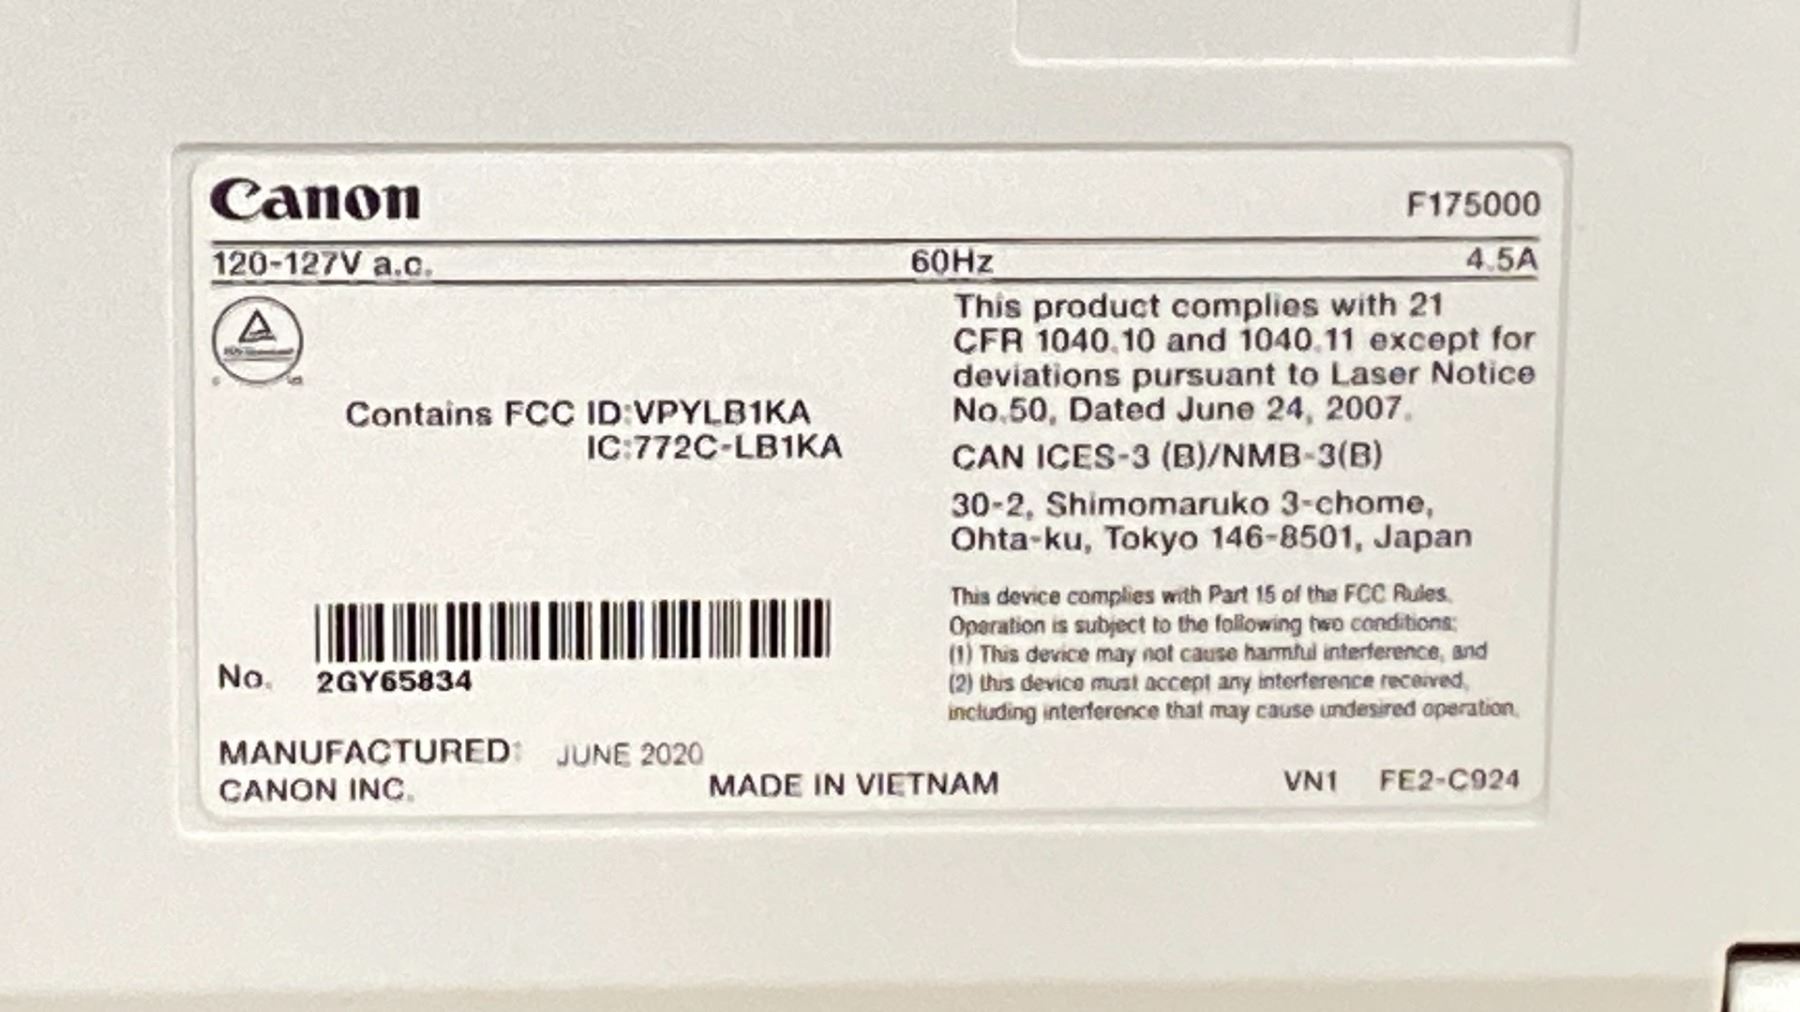 Canon
F175000
120-127V a.c. 60Hz 4.5A
This product complies with 21
CFR 1040.10 and 1040.11 except for
deviations pursuant to Laser Notice
No.50, Dated June 24, 2007.
Contains FCC ID:VPYLB1KA
IC:772C-LB1KA
CAN ICES-3 (B)/NMB-3(B)
30-2, Shimomaruko 3-chome,
Ohta-ku, Tokyo 146-8501, Japan
This device complies with Part 15 of the FCC Rules.
Operation is subject to the following two conditions:
(1) This device may not cause harmful interference, and
(2) this device must accept any interference received,
including interference that may cause undesired operation.
No. 2GY65834
MANUFACTURED: JUNE 2020
CANON INC.
MADE IN VIETNAM
VN1 FE2-C924